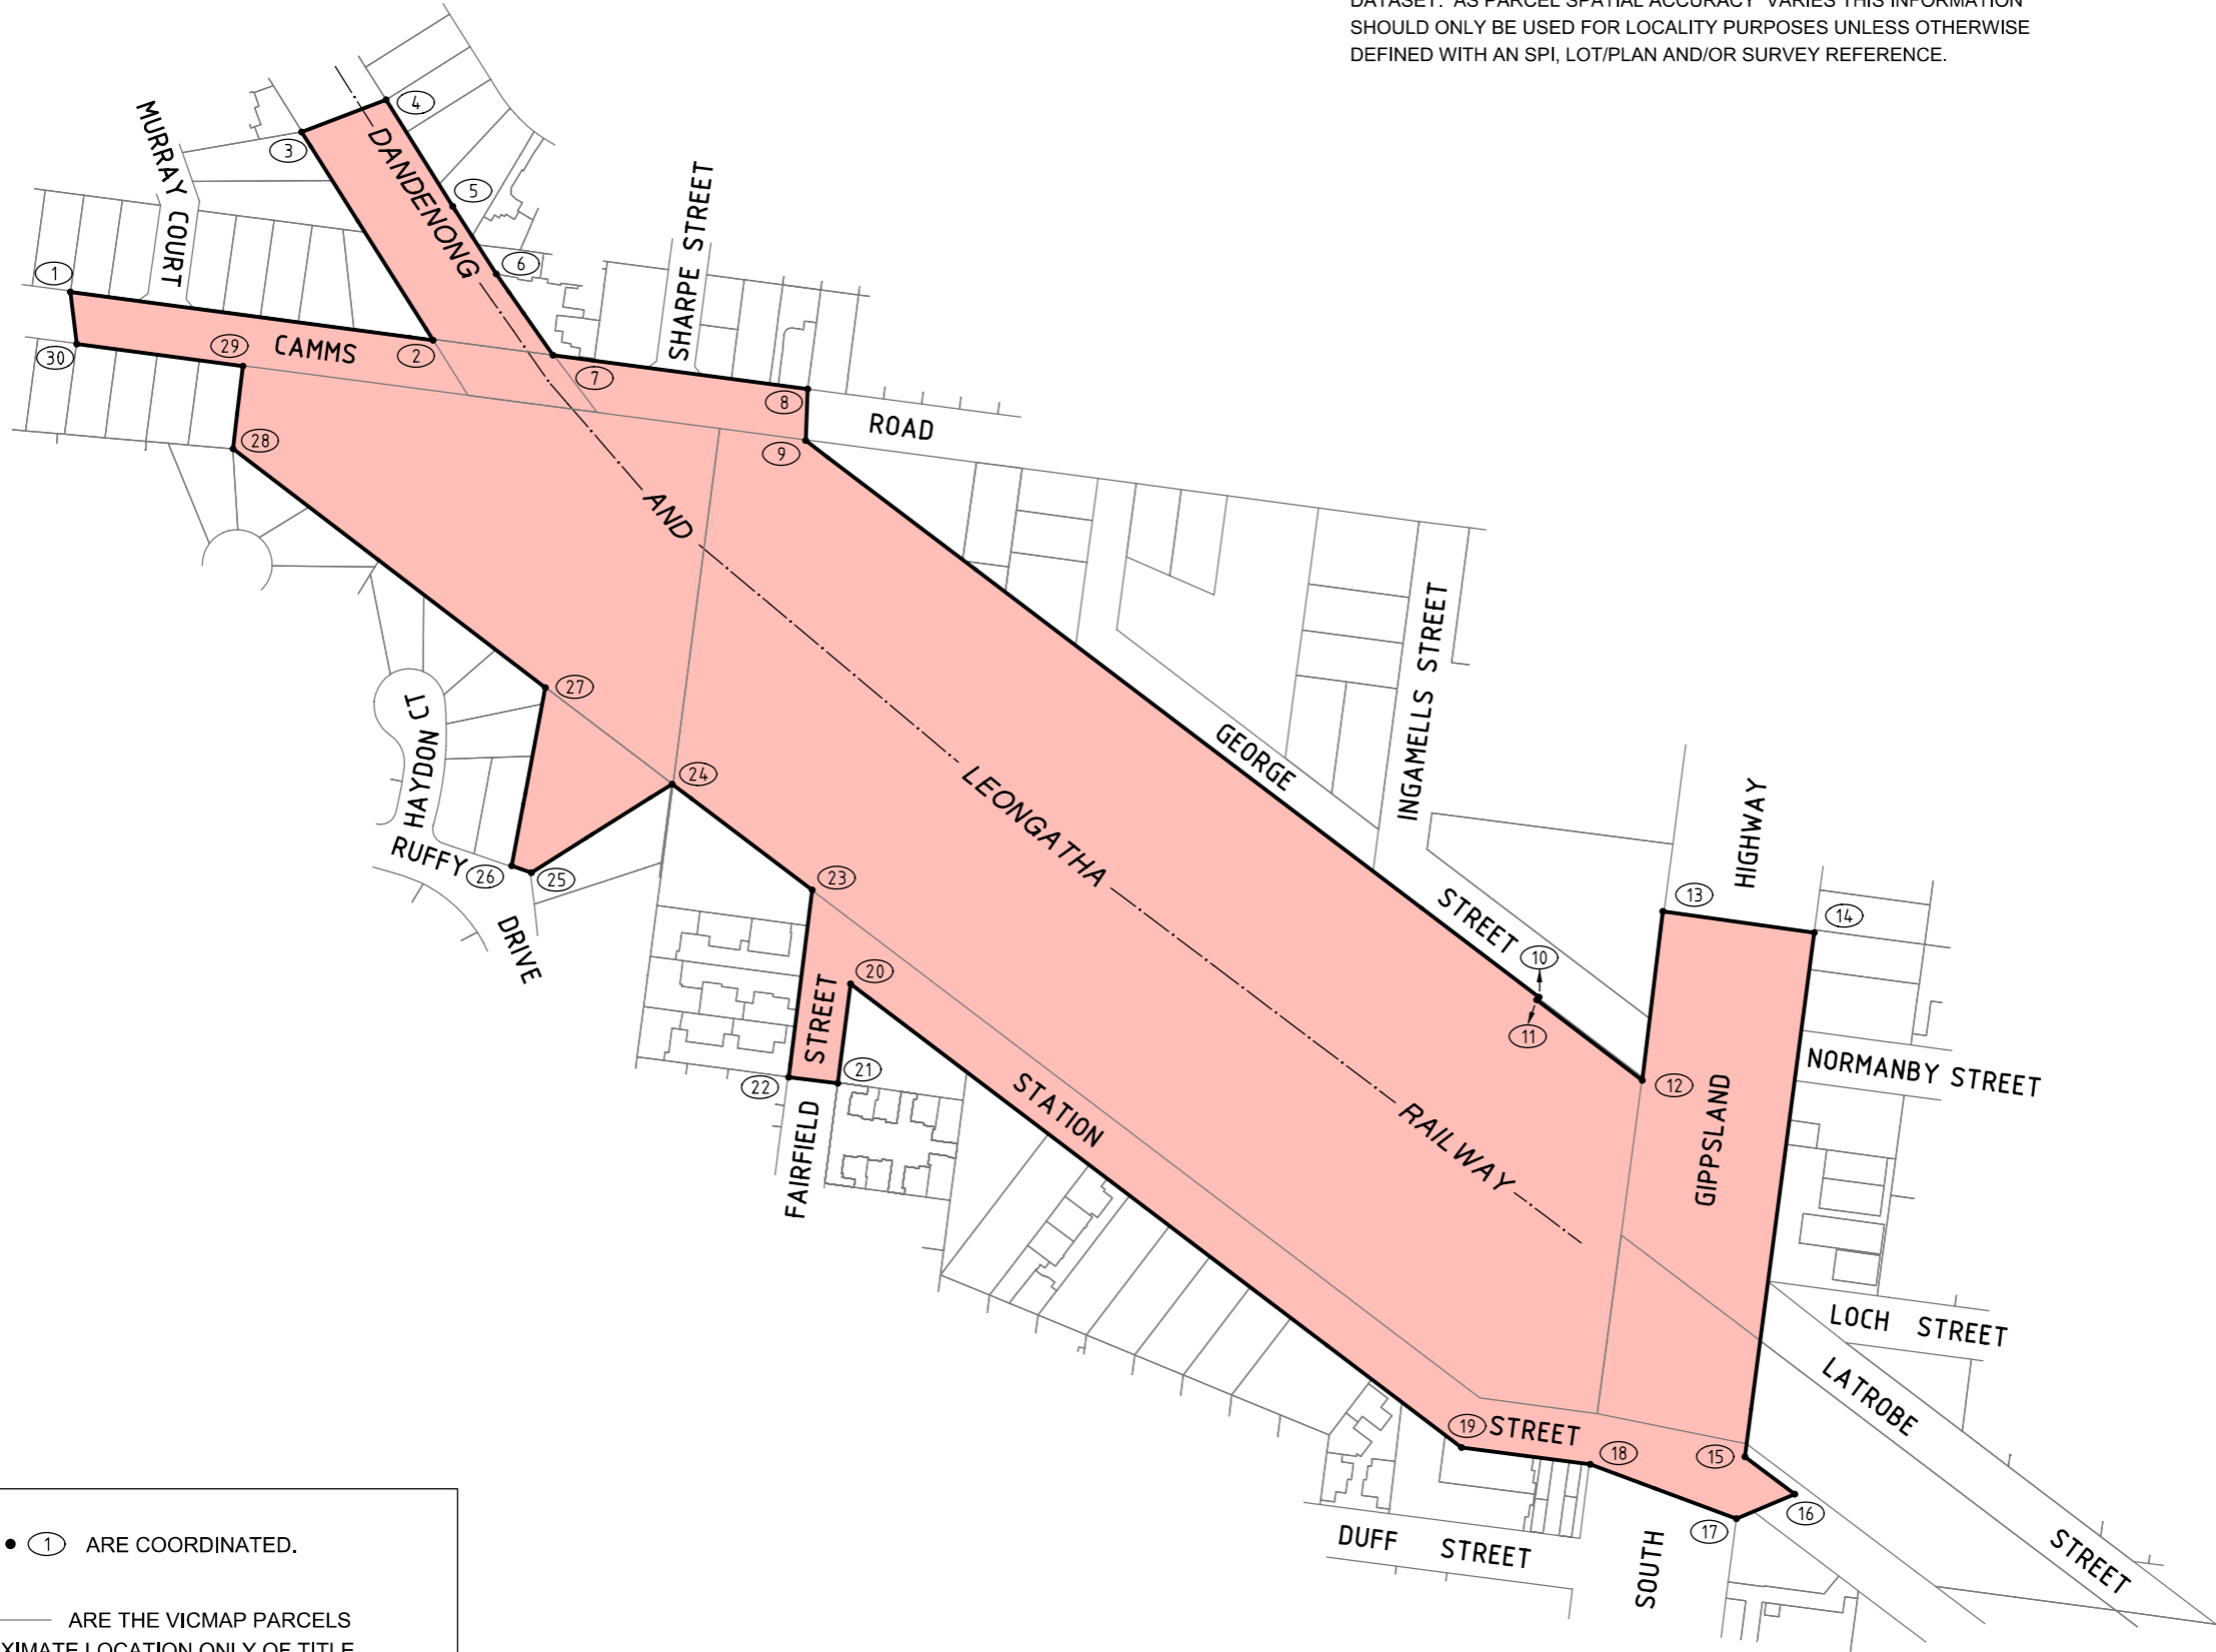 DATASET. AS PARCEL SPATIAL ACCURACY VARIES THIS INFORMATION
SHOULD ONLY BE USED FOR LOCALITY PURPOSES UNLESS OTHERWISE
DEFINED WITH AN SPI, LOT/PLAN AND/OR SURVEY REFERENCE.
4
3
MURRAY COURT
DANDENONG
5
6
SHARPE STREET
1
29
CAMMS
2
30
7
8
ROAD
9
28
AND
27
HAYDON CT
24
GEORGE
INGAMELLS STREET
LEONGATHA
HIGHWAY
RUFFY
26
25
23
13
14
STREET
10
DRIVE
20
STREET
11
NORMANBY STREET
12
22
21
STATION
GIPPSLAND
RAILWAY
FAIRFIELD
LOCH STREET
LATROBE
19
STREET
18
15
16
17
DUFF STREET
SOUTH
STREET
1 ARE COORDINATED.
ARE THE VICMAP PARCELS
XIMATE LOCATION ONLY OF TITLE